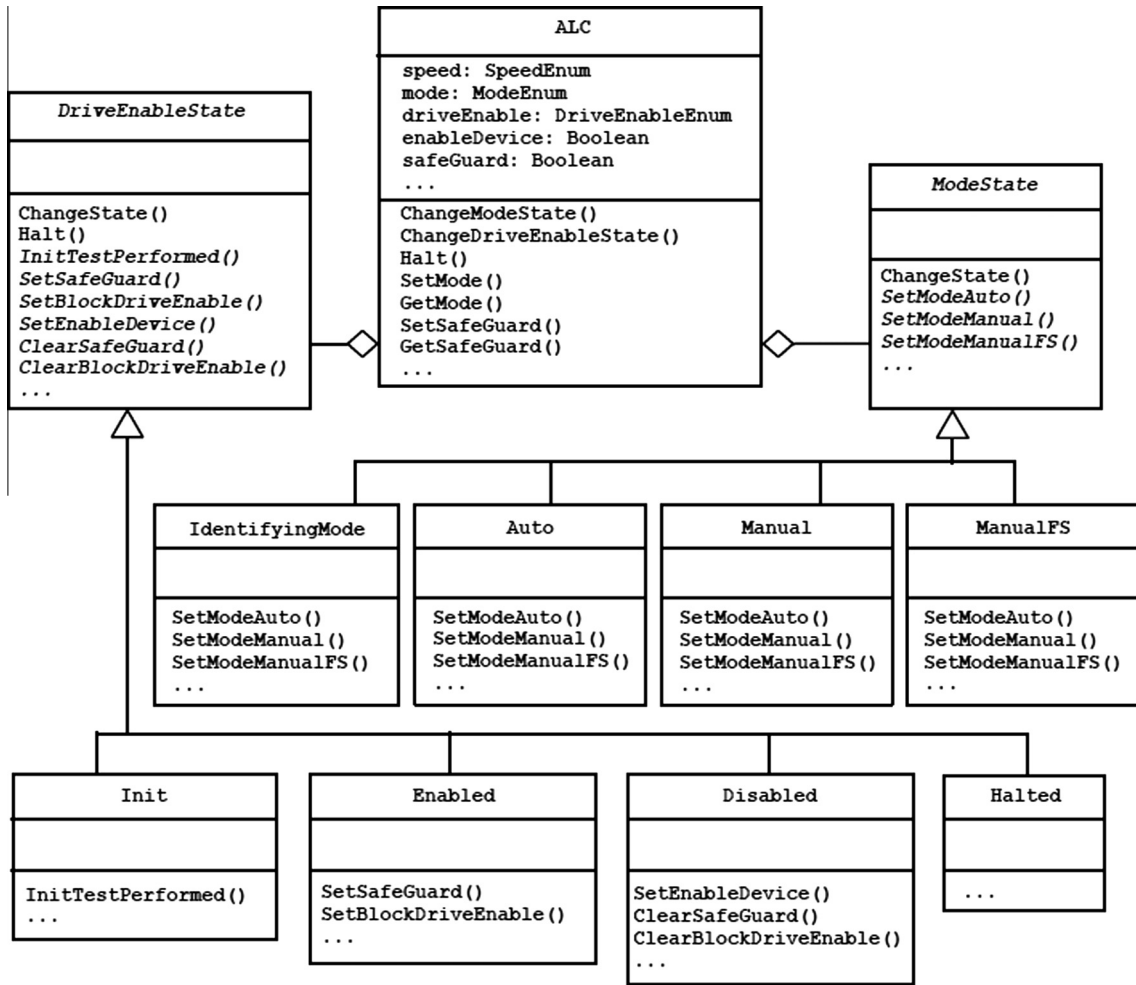 ALC
speed: SpeedEnum
mode: ModeEnum
driveEnable: DriveEnableEnum
enableDevice: Boolean
safeGuard: Boolean
...
ChangeModeState()
ChangeDriveEnableState()
Halt()
SetMode()
GetMode()
SetSafeGuard()
GetSafeGuard()
...
DriveEnableState
ChangeState()
Halt()
InitTestPerformed()
SetSafeGuard()
SetBlockDriveEnable()
SetEnableDevice()
ClearSafeGuard()
ClearBlockDriveEnable()
...
ModeState
ChangeState()
SetModeAuto()
SetModeManual()
SetModeManualFS()
...
IdentifyingMode
SetModeAuto()
SetModeManual()
SetModeManualFS()
...
Auto
SetModeAuto()
SetModeManual()
SetModeManualFS()
...
Manual
SetModeAuto()
SetModeManual()
SetModeManualFS()
...
ManualFS
SetModeAuto()
SetModeManual()
SetModeManualFS()
...
Init
InitTestPerformed()
...
Enabled
SetSafeGuard()
SetBlockDriveEnable()
...
Disabled
SetEnableDevice()
ClearSafeGuard()
ClearBlockDriveEnable()
...
Halted
...